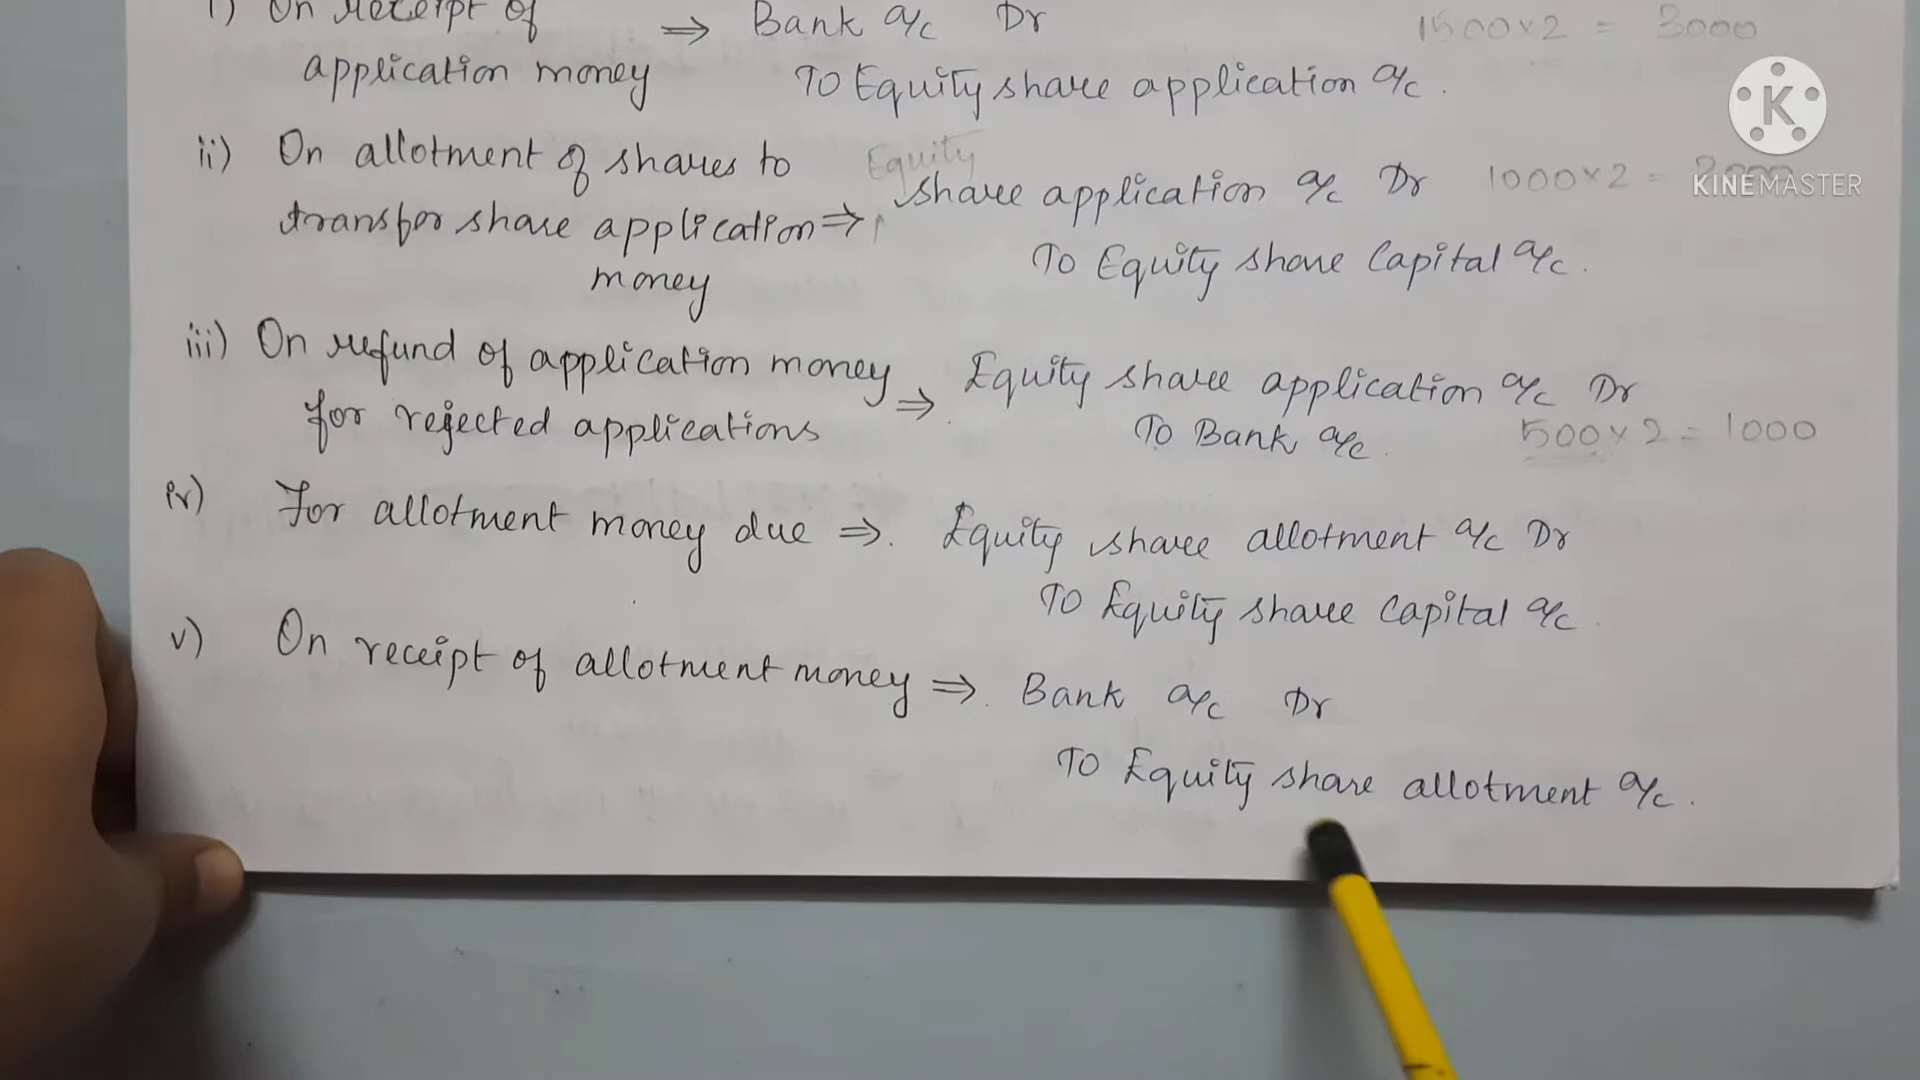 i) On receipt of ⇒ Bank a/c Dr 1500×2 = 3000
application money To Equity share application a/c.
ii) On allotment of shares to Equity share application a/c Dr 1000×2 =
transfor share application ⇒ To Equity share Capital a/c.
money
iii) On refund of application money ⇒ Equity share application a/c Dr
for rejected applications To Bank a/c. 500×2 = 1000
iv) For allotment money due ⇒. Equity share allotment a/c Dr
To Equity share Capital a/c.
v) On receipt of allotment money ⇒. Bank a/c Dr
To Equity share allotment a/c.
K
KINEMASTER